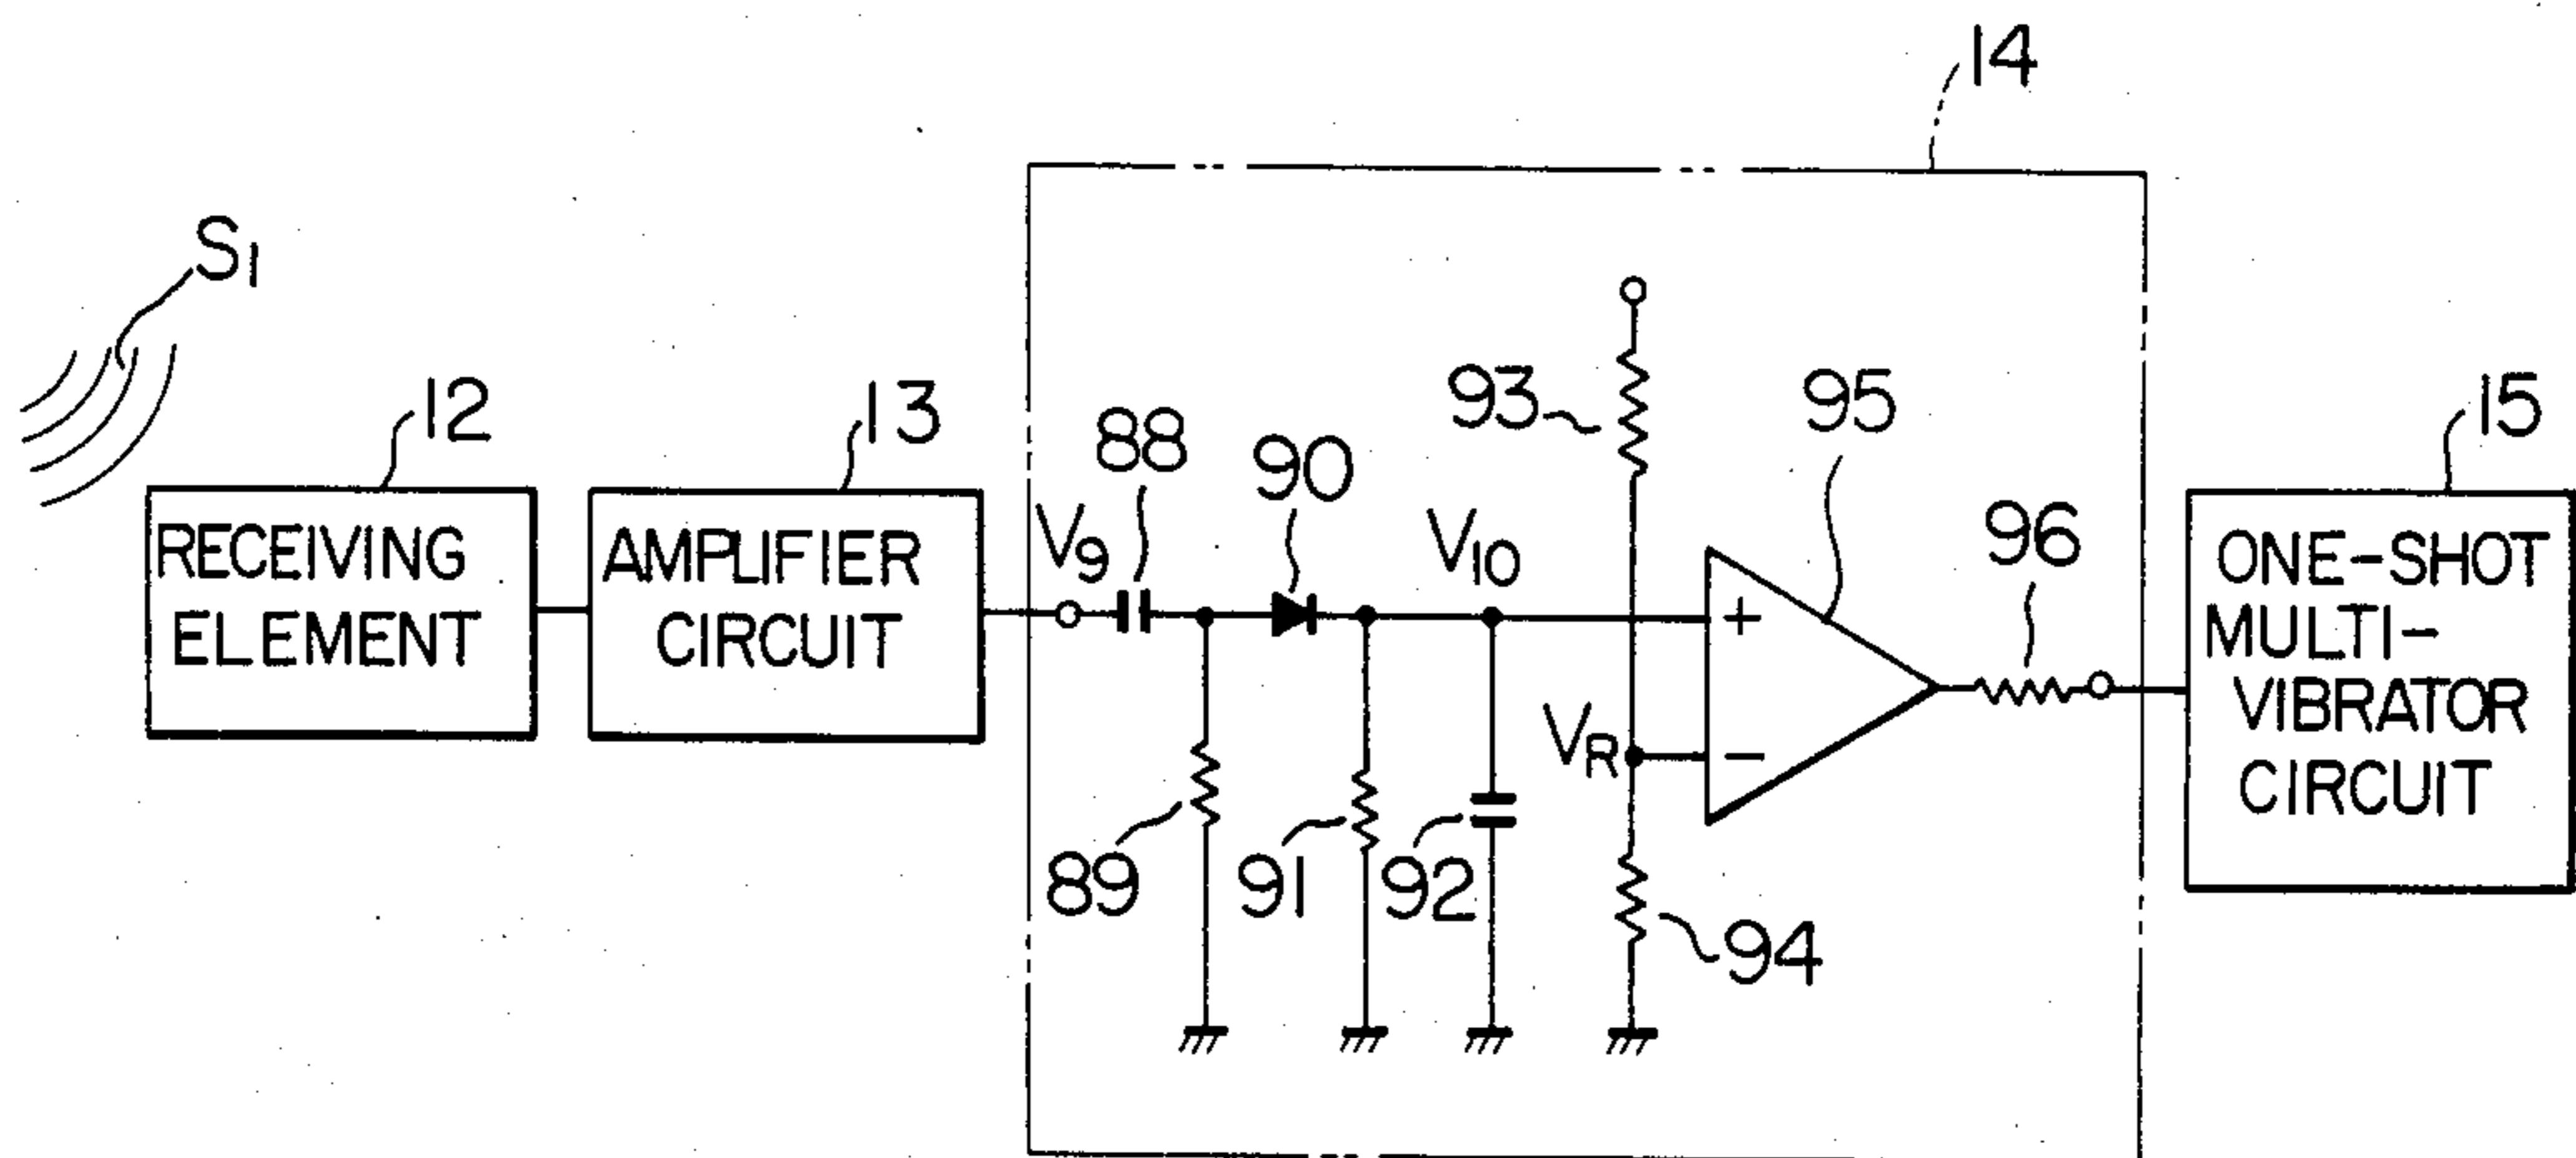 14
S1
12
13
88
90
93
95
96
15
RECEIVING
ELEMENT
AMPLIFIER
CIRCUIT
V9
V10
+
−
VR
ONE-SHOT
MULTI-
VIBRATOR
CIRCUIT
89
91
92
94